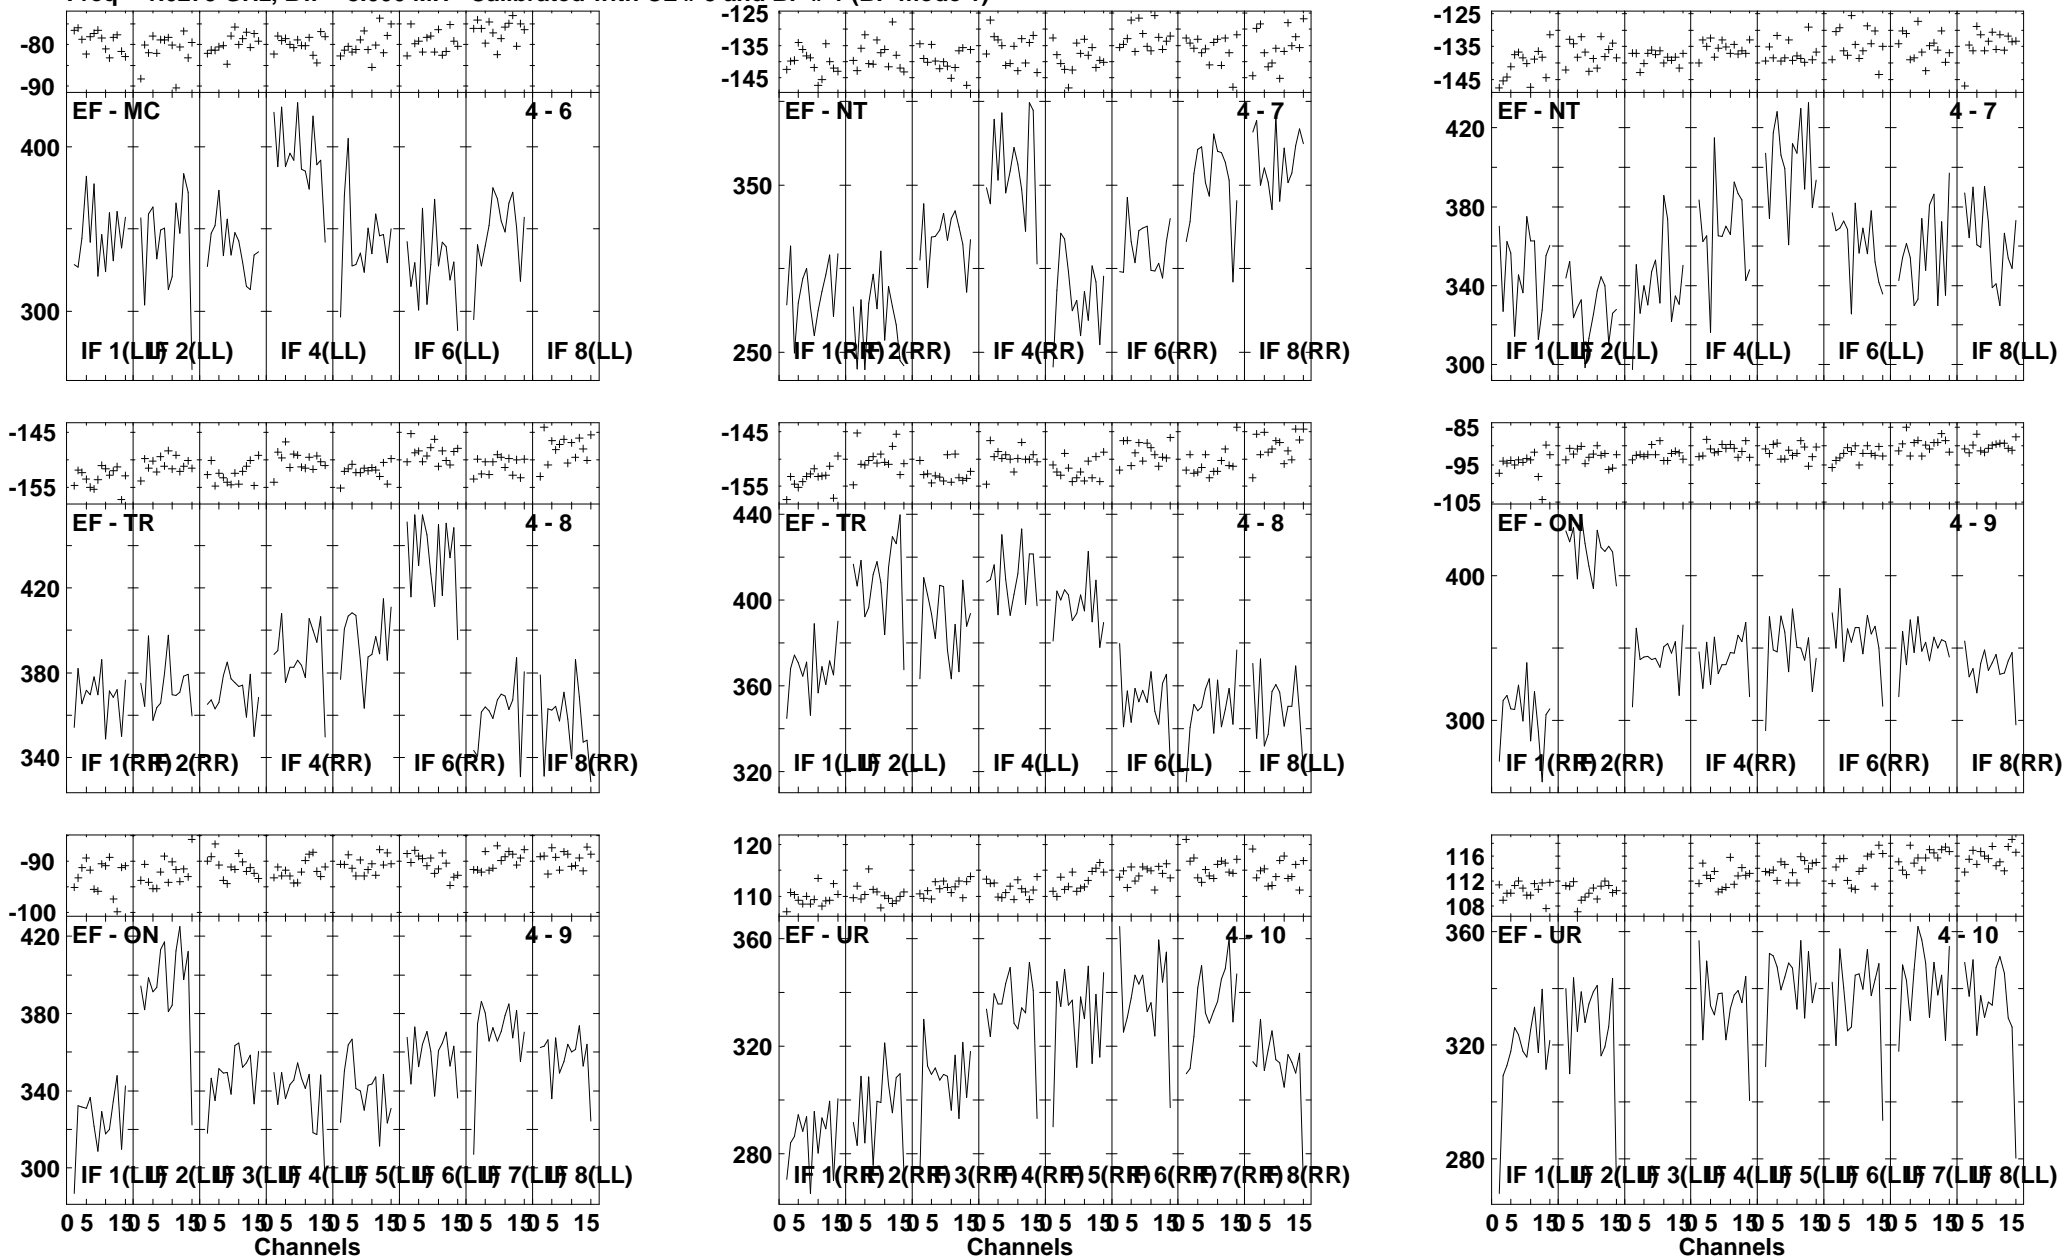 -80
-90
EF - MC
4 - 6
400
300
IF 1(LL)
IF 2(LL)
IF 4(LL)
IF 6(LL)
IF 8(LL)
-125
-135
-145
EF - NT
4 - 7
350
250
IF 1(RR)
IF 2(RR)
IF 4(RR)
IF 6(RR)
IF 8(RR)
-125
-135
-145
EF - NT
4 - 7
420
380
340
300
IF 1(LL)
IF 2(LL)
IF 4(LL)
IF 6(LL)
IF 8(LL)
-145
-155
EF - TR
4 - 8
420
380
340
IF 1(RR)
IF 2(RR)
IF 4(RR)
IF 6(RR)
IF 8(RR)
-145
-155
EF - TR
4 - 8
440
400
360
320
IF 1(LL)
IF 2(LL)
IF 4(LL)
IF 6(LL)
IF 8(LL)
-85
-95
-105
EF - ON
4 - 9
400
300
IF 1(RR)
IF 2(RR)
IF 4(RR)
IF 6(RR)
IF 8(RR)
-90
-100
EF - ON
4 - 9
420
380
340
300
IF 1(LL)
IF 2(LL)
IF 3(LL)
IF 4(LL)
IF 5(LL)
IF 6(LL)
IF 7(LL)
IF 8(LL)
0 5 15 0 5 15 0 5 15 0 5 15 0 5 15 0 5 15 0 5 15 0 5 15
Channels
120
110
EF - UR
4 - 10
360
320
280
IF 1(RR)
IF 2(RR)
IF 3(RR)
IF 4(RR)
IF 5(RR)
IF 6(RR)
IF 7(RR)
IF 8(RR)
0 5 15 0 5 15 0 5 15 0 5 15 0 5 15 0 5 15 0 5 15 0 5 15
Channels
116
112
108
EF - UR
4 - 10
360
320
280
IF 1(LL)
IF 2(LL)
IF 3(LL)
IF 4(LL)
IF 5(LL)
IF 6(LL)
IF 7(LL)
IF 8(LL)
0 5 15 0 5 15 0 5 15 0 5 15 0 5 15 0 5 15 0 5 15 0 5 15
Channels